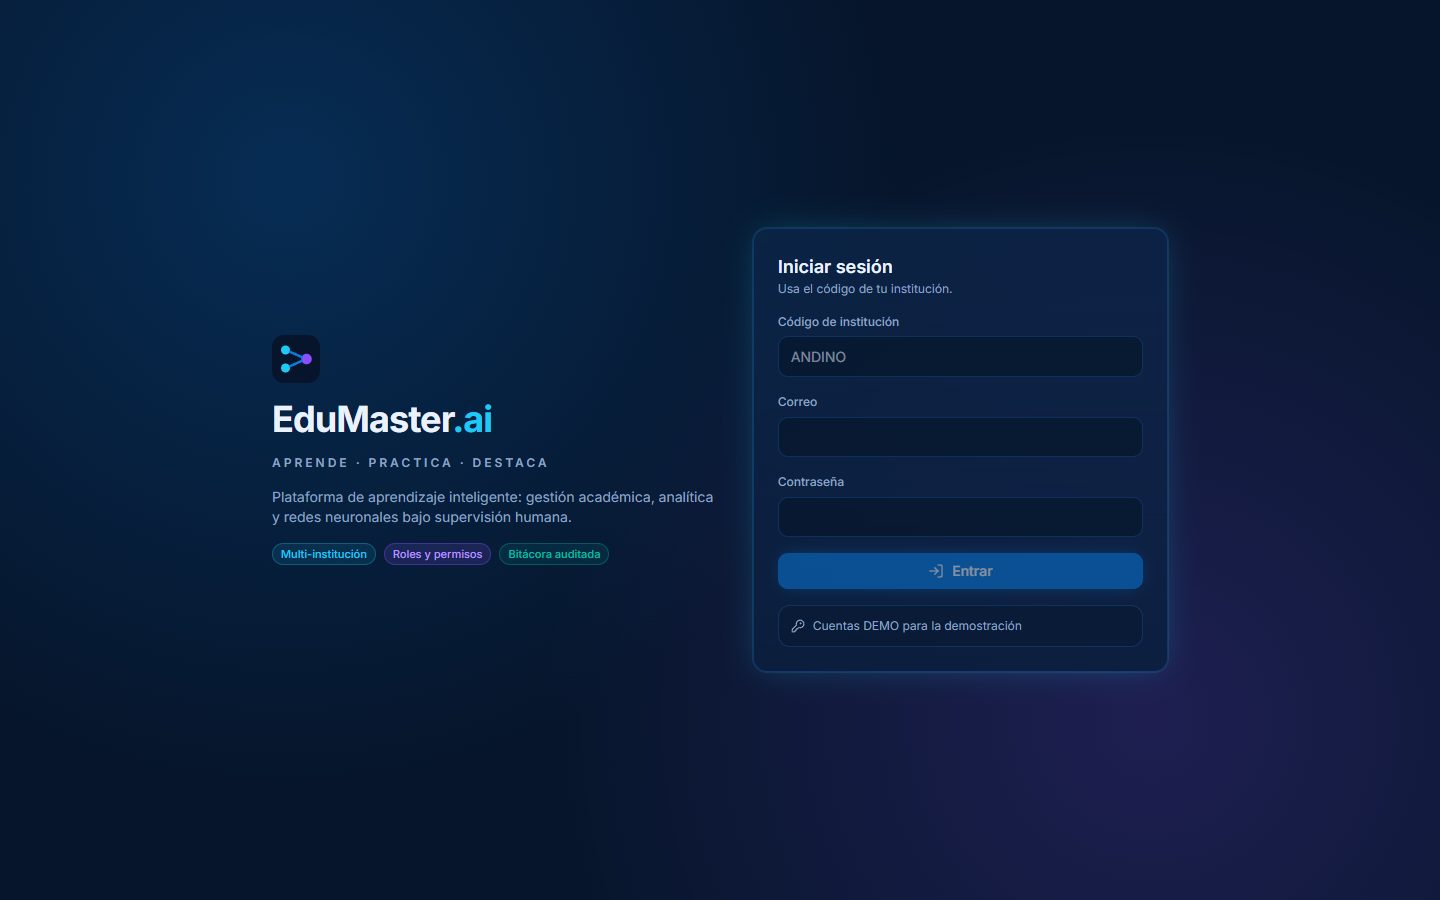 EduMaster.ai
APRENDE · PRACTICA · DESTACA
Plataforma de aprendizaje inteligente: gestión académica, analítica
y redes neuronales bajo supervisión humana.
Multi-institución
Roles y permisos
Bitácora auditada
Iniciar sesión
Usa el código de tu institución.
Código de institución
ANDINO
Correo
Contraseña
Entrar
Cuentas DEMO para la demostración